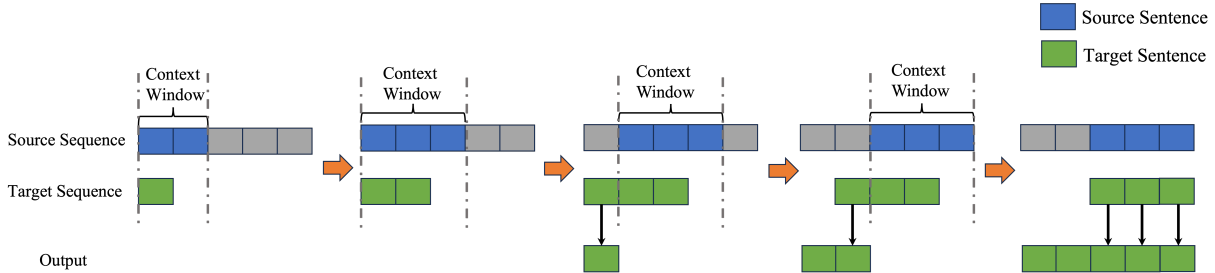 Source Sentence
Target Sentence
Context
Window
Context
Window
Context
Window
Context
Window
Source Sequence
Target Sequence
Output